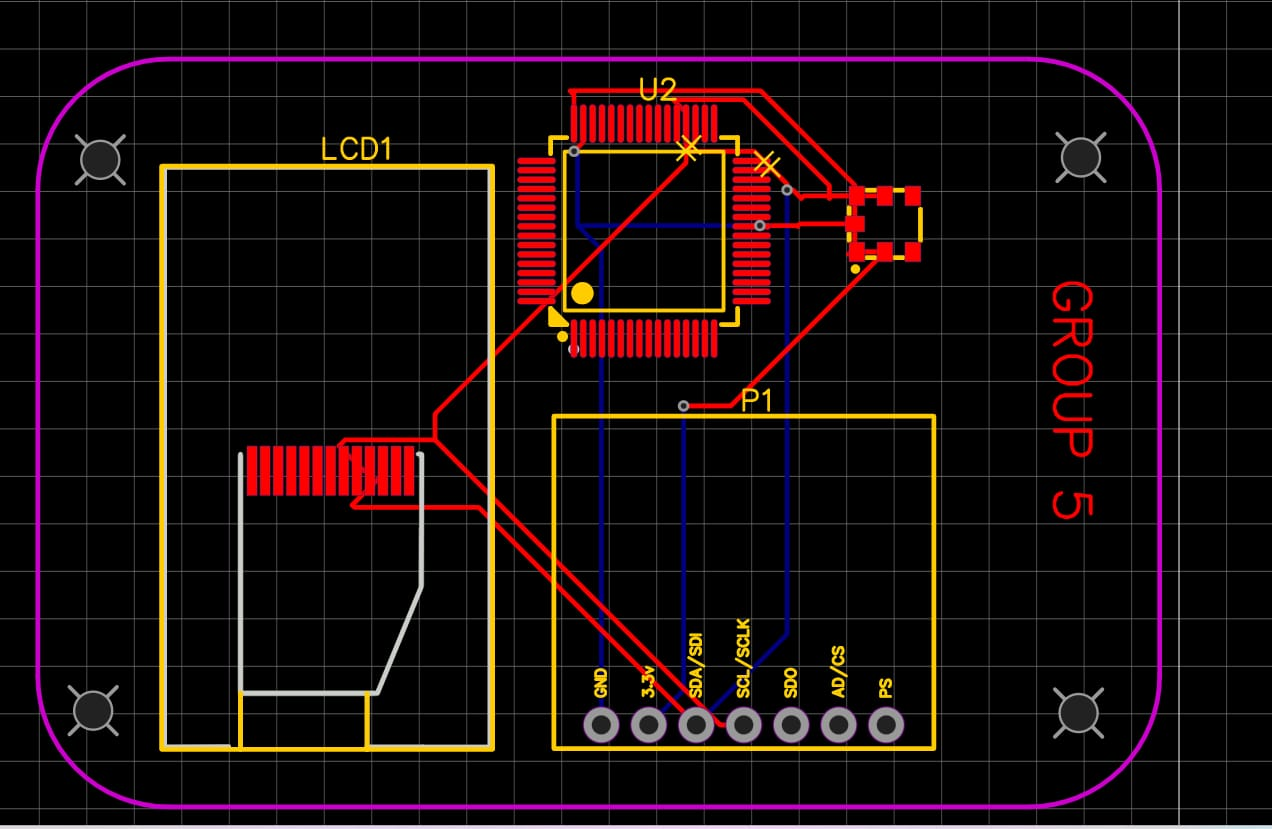 U2
LCD1
GROUP 5
P1
GND
3.3v
SDA/SDI
SCL/SCLK
SDO
AD/CS
PS